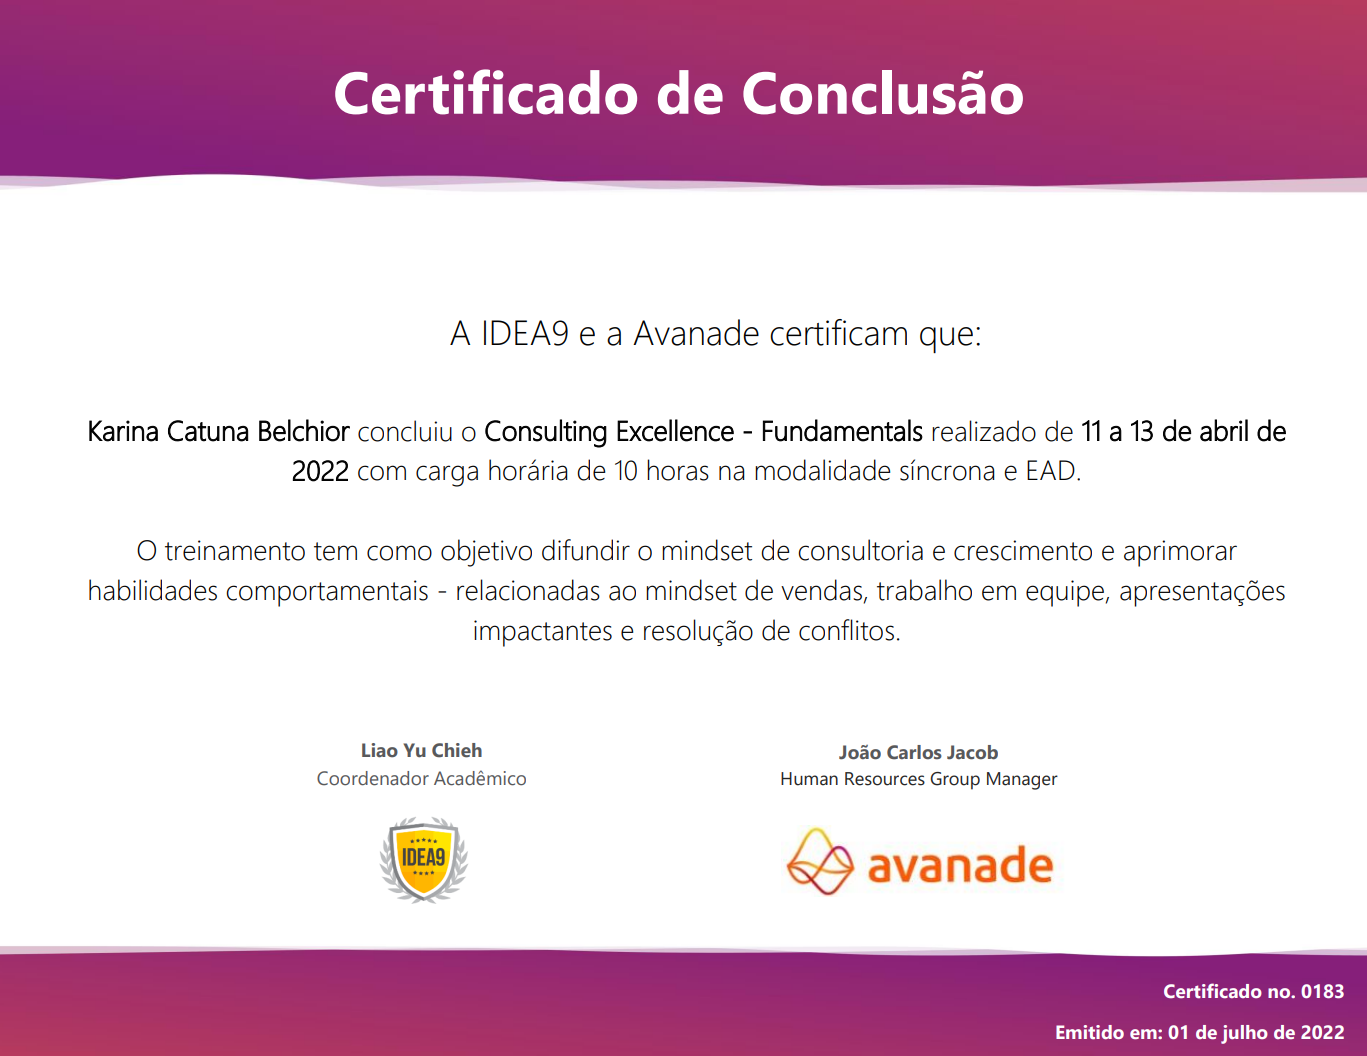 Certificado de Conclusão
A IDEA9 e a Avanade certificam que:
Karina Catuna Belchior concluiu o Consulting Excellence - Fundamentals realizado de 11 a 13 de abril de
2022 com carga horária de 10 horas na modalidade síncrona e EAD.
O treinamento tem como objetivo difundir o mindset de consultoria e crescimento e aprimorar
habilidades comportamentais - relacionadas ao mindset de vendas, trabalho em equipe, apresentações
impactantes e resolução de conflitos.
Liao Yu Chieh
Coordenador Acadêmico
IDEA9
João Carlos Jacob
Human Resources Group Manager
avanade
Certificado no. 0183
Emitido em: 01 de julho de 2022